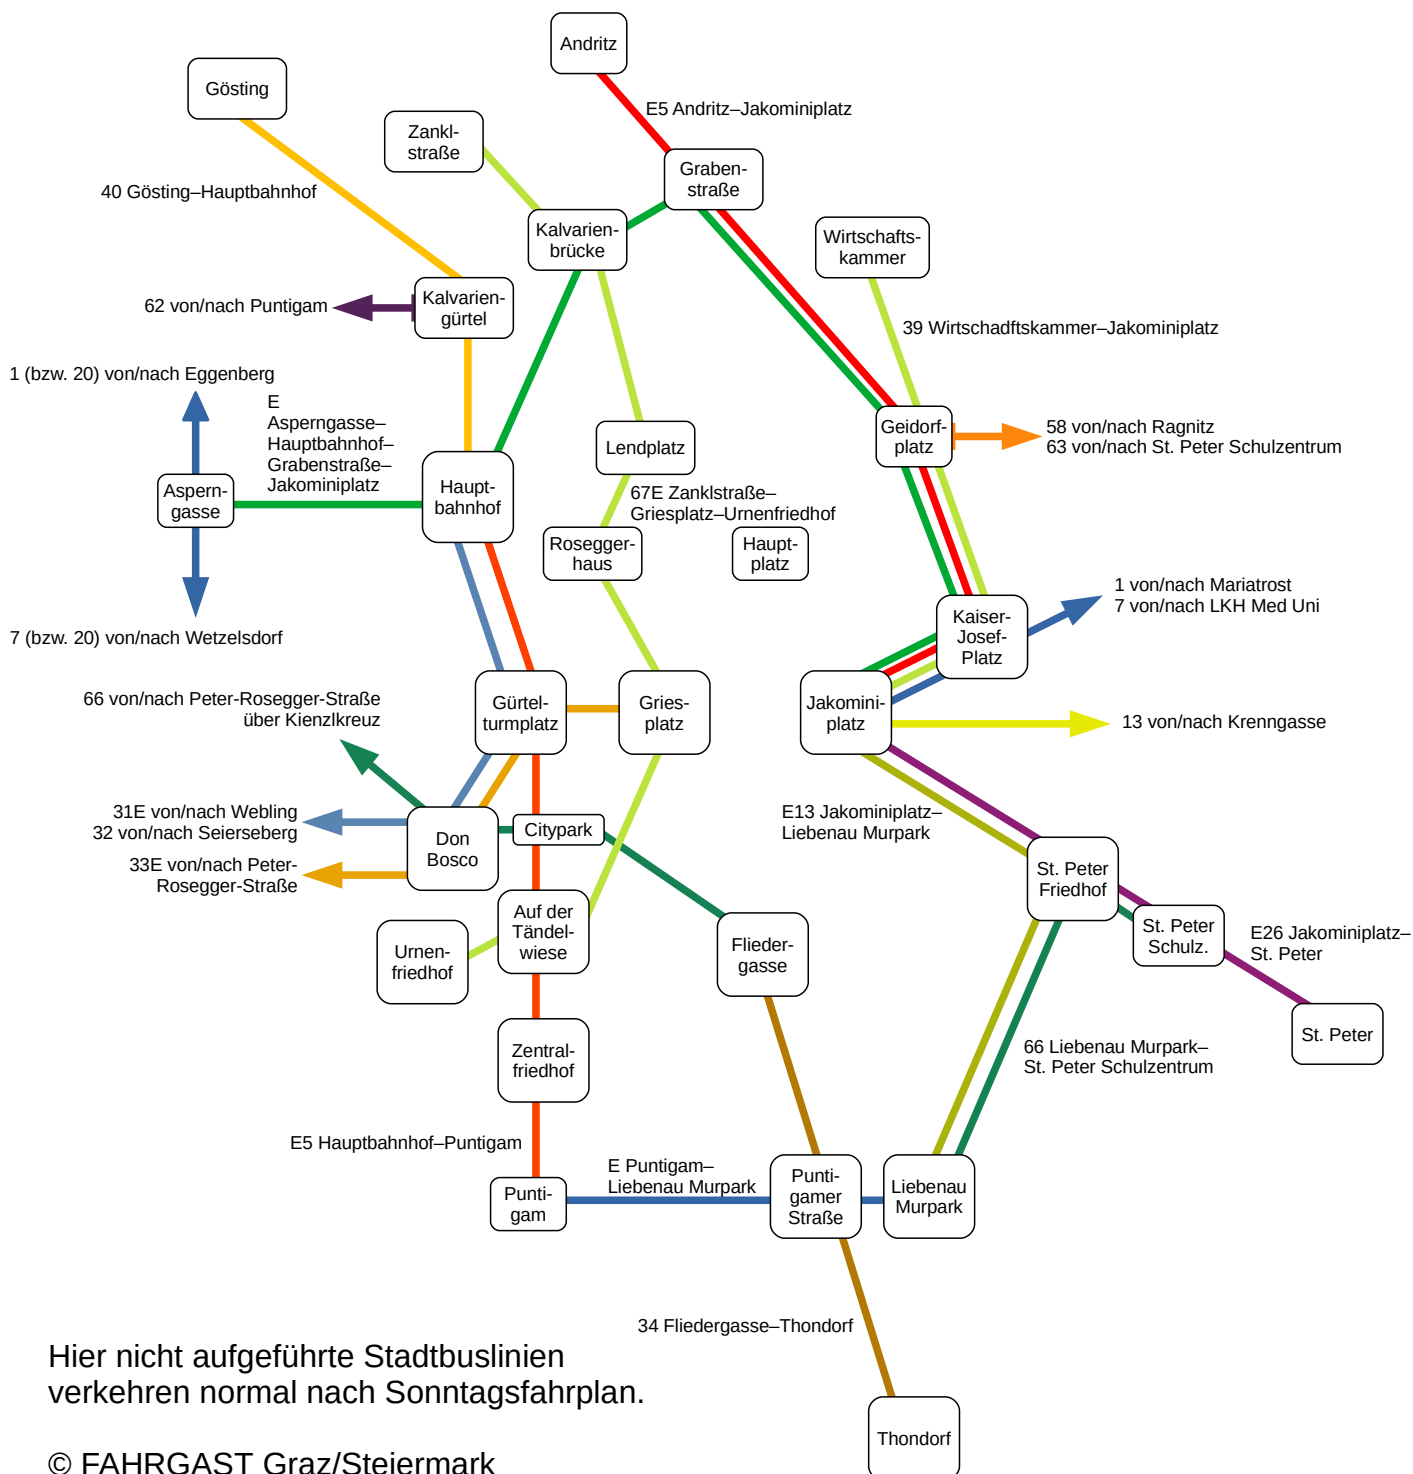 Andritz
Gösting
E5 Andritz–Jakominiplatz
Zankl-
straße
Graben-
straße
40 Gösting–Hauptbahnhof
Kalvarien-
brücke
Wirtschafts-
kammer
62 von/nach Puntigam
Kalvarien-
gürtel
39 Wirtschadftskammer–Jakominiplatz
1 (bzw. 20) von/nach Eggenberg
E
Asperngasse–
Hauptbahnhof–
Grabenstraße–
Jakominiplatz
Lendplatz
Geidorf-
platz
58 von/nach Ragnitz
63 von/nach St. Peter Schulzentrum
Aspern-
gasse
Haupt-
bahnhof
67E Zanklstraße–
Griesplatz–Urnenfriedhof
Rosegger-
haus
Haupt-
platz
1 von/nach Mariatrost
7 von/nach LKH Med Uni
7 (bzw. 20) von/nach Wetzelsdorf
Kaiser-
Josef-
Platz
66 von/nach Peter-Rosegger-Straße
über Kienzlkreuz
Gürtel-
turmplatz
Gries-
platz
Jakomini-
platz
13 von/nach Krenngasse
31E von/nach Webling
32 von/nach Seierseberg
Don
Bosco
Citypark
E13 Jakominiplatz–
Liebenau Murpark
33E von/nach Peter-
Rosegger-Straße
St. Peter
Friedhof
Auf der
Tändel-
wiese
Urnen-
friedhof
Flieder-
gasse
St. Peter
Schulz.
E26 Jakominiplatz–
St. Peter
Zentral-
friedhof
66 Liebenau Murpark–
St. Peter Schulzentrum
St. Peter
E5 Hauptbahnhof–Puntigam
E Puntigam–
Liebenau Murpark
Punti-
gam
Punti-
gamer
Straße
Liebenau
Murpark
34 Fliedergasse–Thondorf
Hier nicht aufgeführte Stadtbuslinien
verkehren normal nach Sonntagsfahrplan.
Thondorf
© FAHRGAST Graz/Steiermark